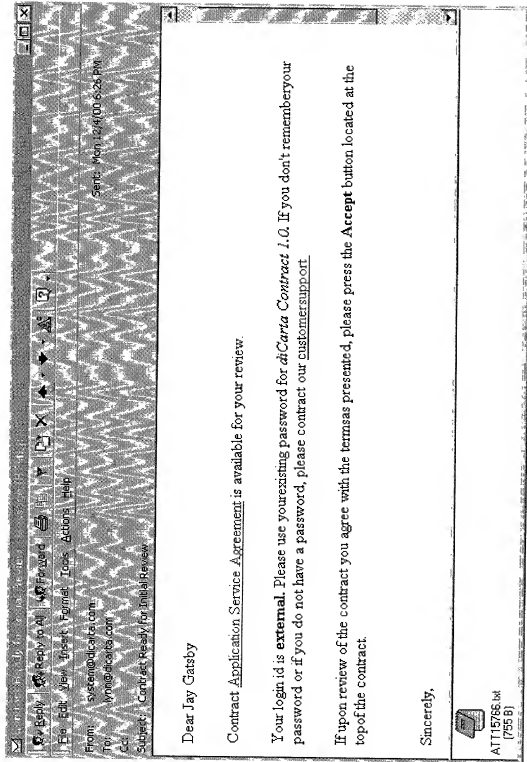 Reply Reply to All Forward
File Edit View Insert Format Tools Actions Help
From: system@dicarta.com Sent: Mon 12/4/00 6:26 PM
To: lynn@dicarta.com
Cc:
Subject: Contract Ready for Initial Review
Dear Jay Gatsby
Contract Application Service Agreement is available for your review.
Your login id is external. Please use yourexisting password for diCarta Contract 1.0. If you don't rememberyour
password or if you do not have a password, please contract our customersupport
If upon review of the contract you agree with the termsas presented, please press the Accept button located at the
topof the contract.
Sincerely,
ATT15766.txt
(755 B)